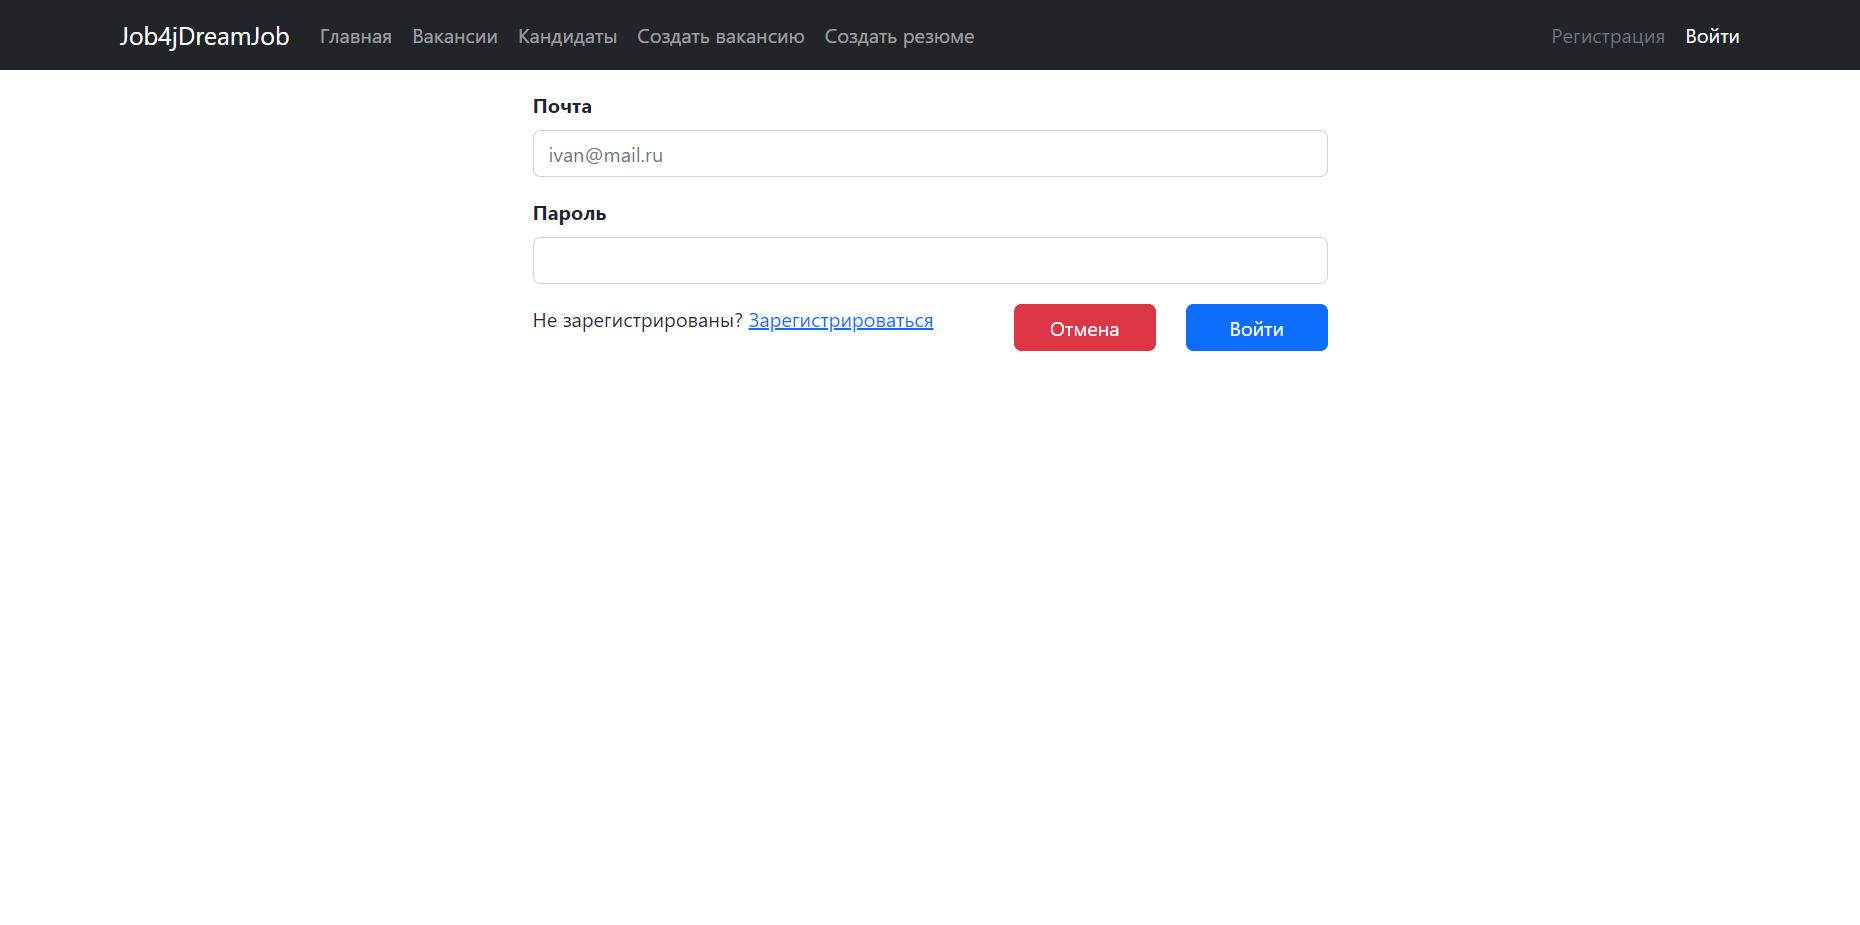 Job4jDreamJob Главная Вакансии Кандидаты Создать вакансию Создать резюме Регистрация Войти
Почта
ivan@mail.ru
Пароль
Не зарегистрированы? Зарегистрироваться Отмена Войти